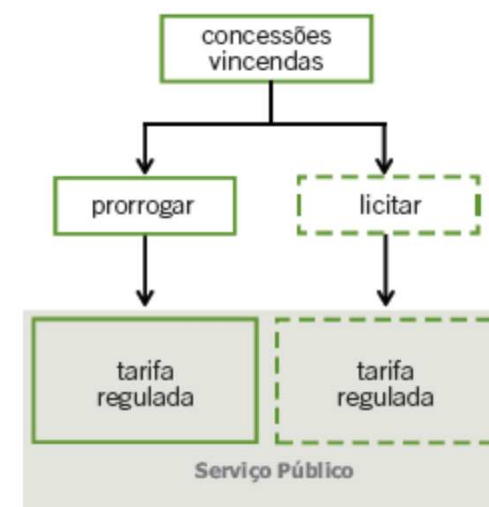 concessões
vincendas
prorrogar
licitar
tarifa
regulada
tarifa
regulada
Serviço Público